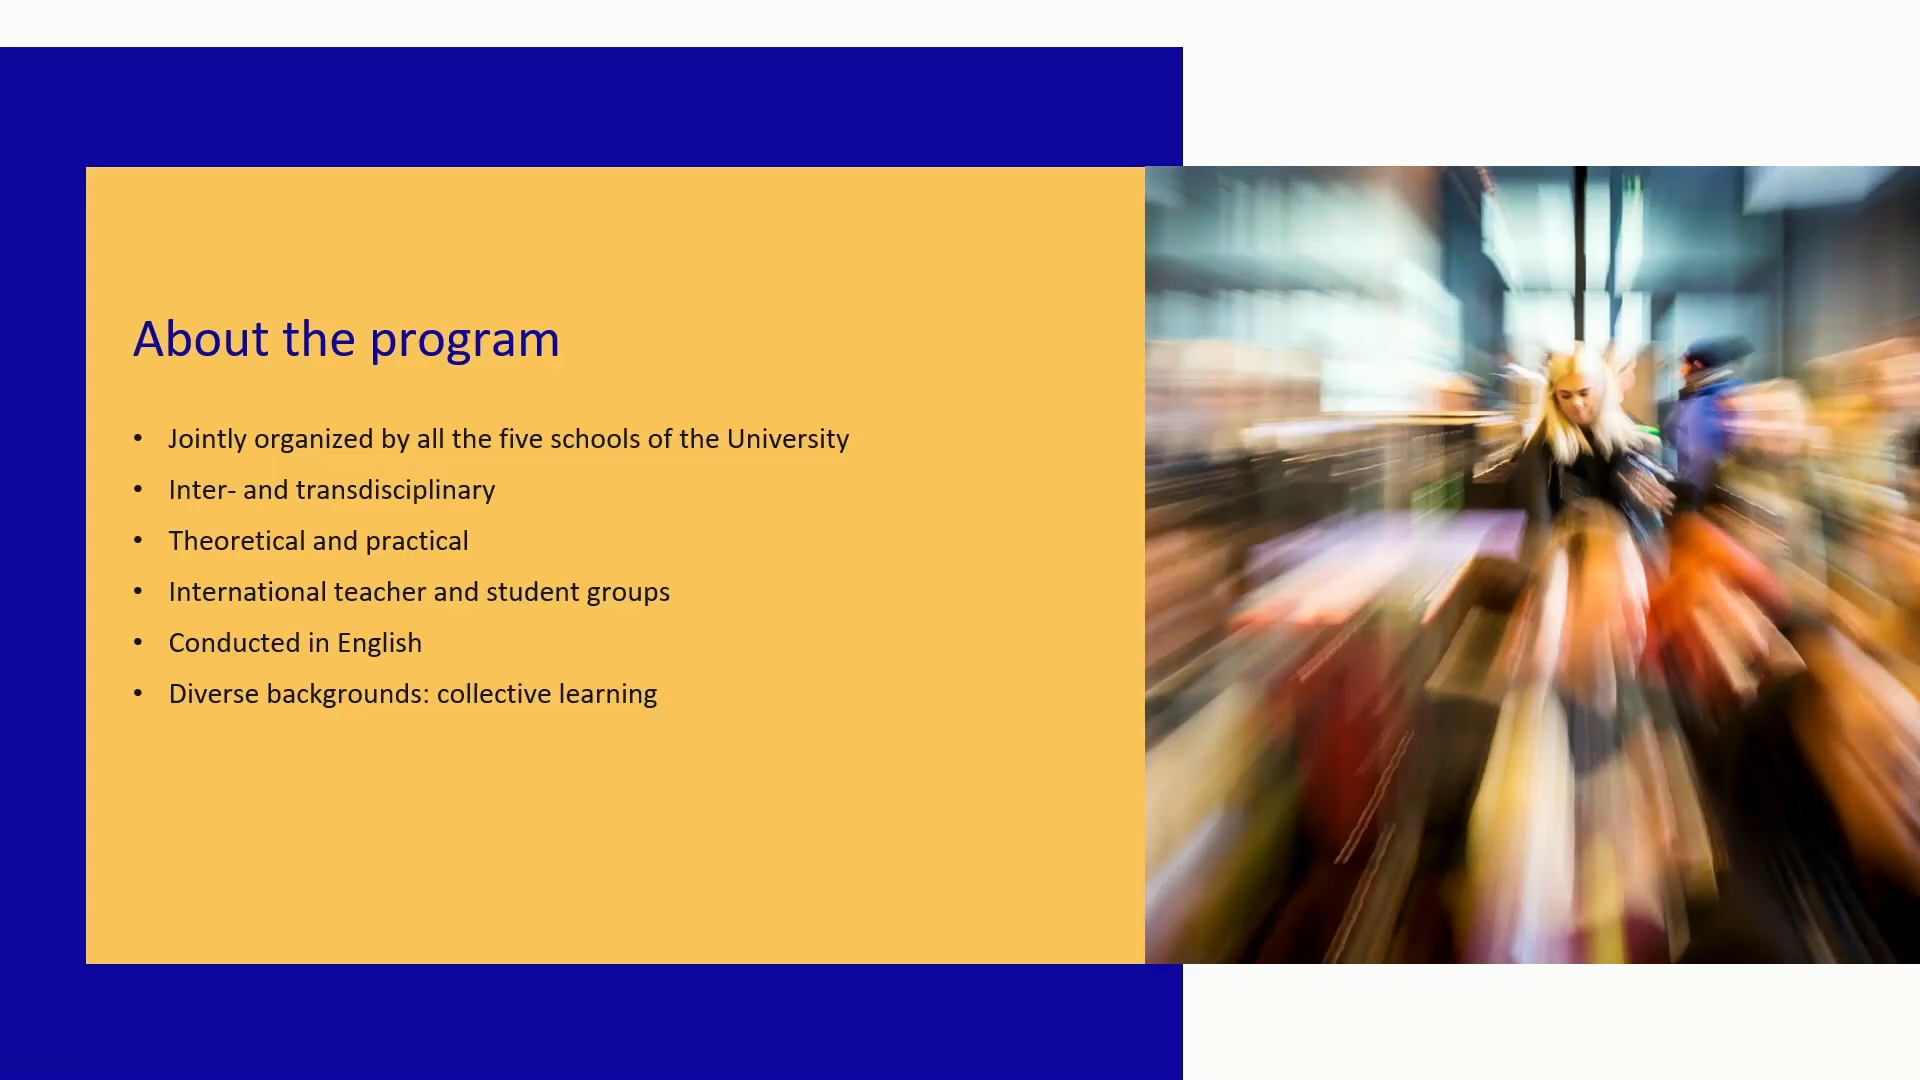 About the program
• Jointly organized by all the five schools of the University
• Inter- and transdisciplinary
• Theoretical and practical
• International teacher and student groups
• Conducted in English
• Diverse backgrounds: collective learning